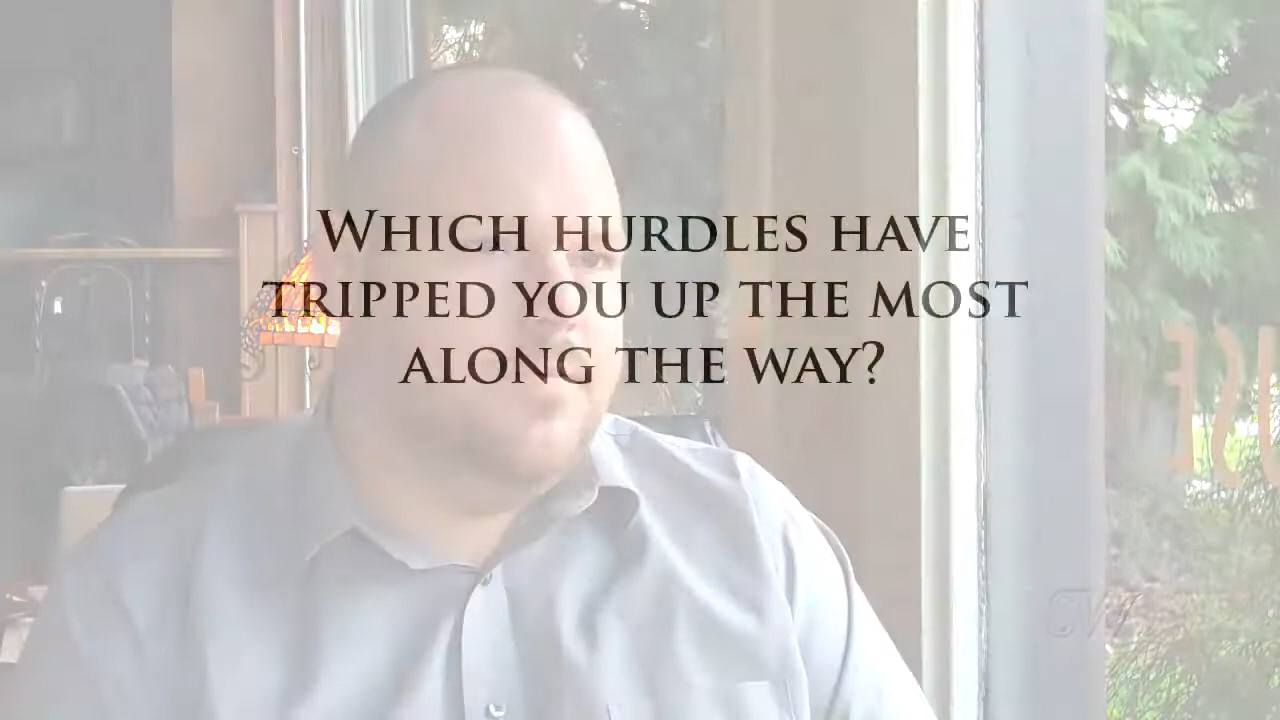 Which hurdles have
tripped you up the most
along the way?